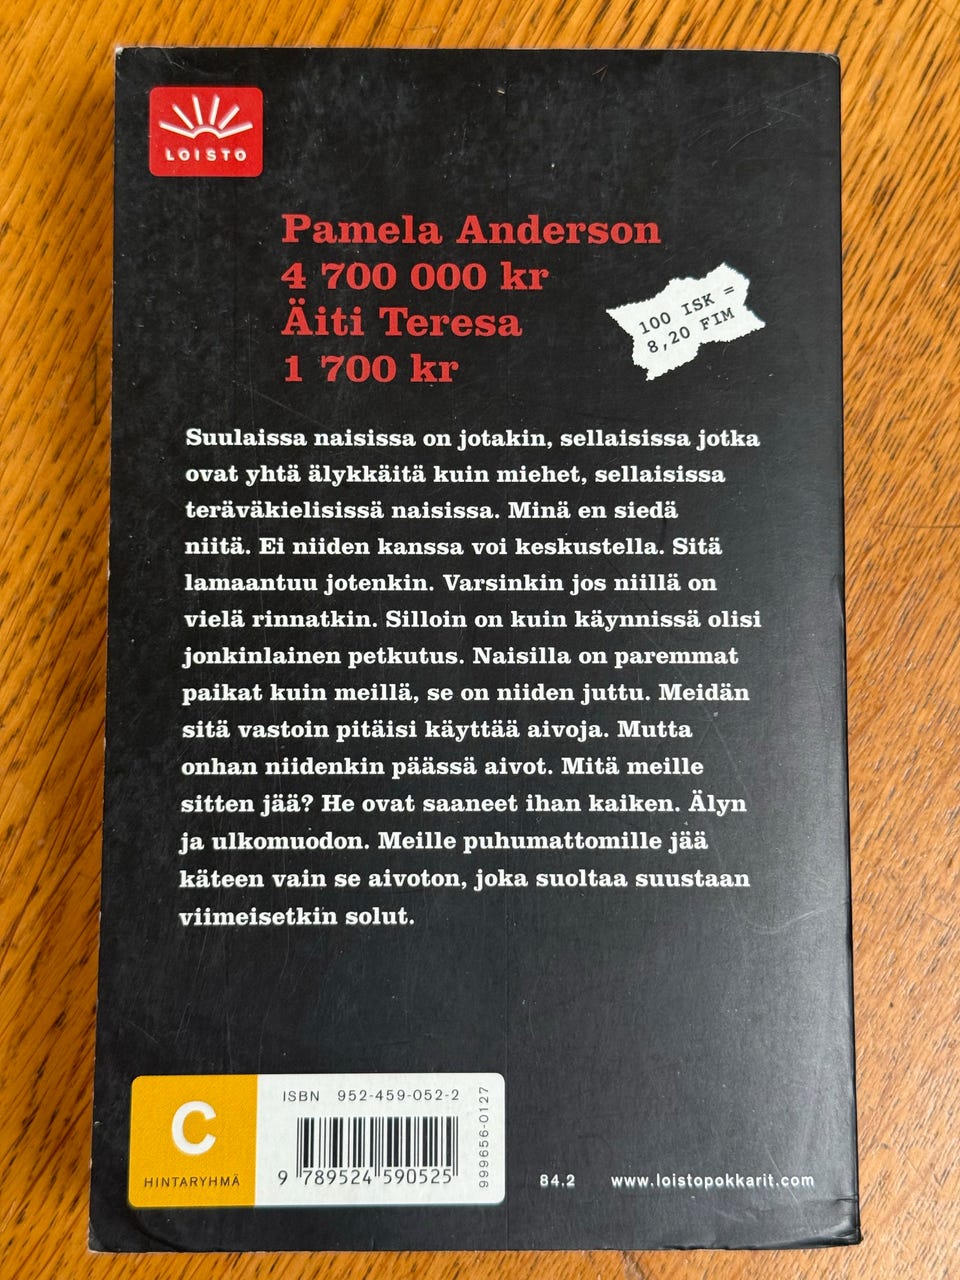 LOISTO
Pamela Anderson
4 700 000 kr
Äiti Teresa
1 700 kr
100 ISK =
8,20 FIM
Suulaissa naisissa on jotakin, sellaisissa jotka
ovat yhtä älykkäitä kuin miehet, sellaisissa
teräväkielisissä naisissa. Minä en siedä
niitä. Ei niiden kanssa voi keskustella. Sitä
lamaantuu jotenkin. Varsinkin jos niillä on
vielä rinnatkin. Silloin on kuin käynnissä olisi
jonkinlainen petkutus. Naisilla on paremmat
paikat kuin meillä, se on niiden juttu. Meidän
sitä vastoin pitäisi käyttää aivoja. Mutta
onhan niidenkin päässä aivot. Mitä meille
sitten jää? He ovat saaneet ihan kaiken. Älyn
ja ulkomuodon. Meille puhumattomille jää
käteen vain se aivoton, joka suoltaa suustaan
viimeisetkin solut.
C
HINTARYHMÄ
ISBN 952-459-052-2
9 789524 590525
999656-0127
84.2 www.loistopokkarit.com